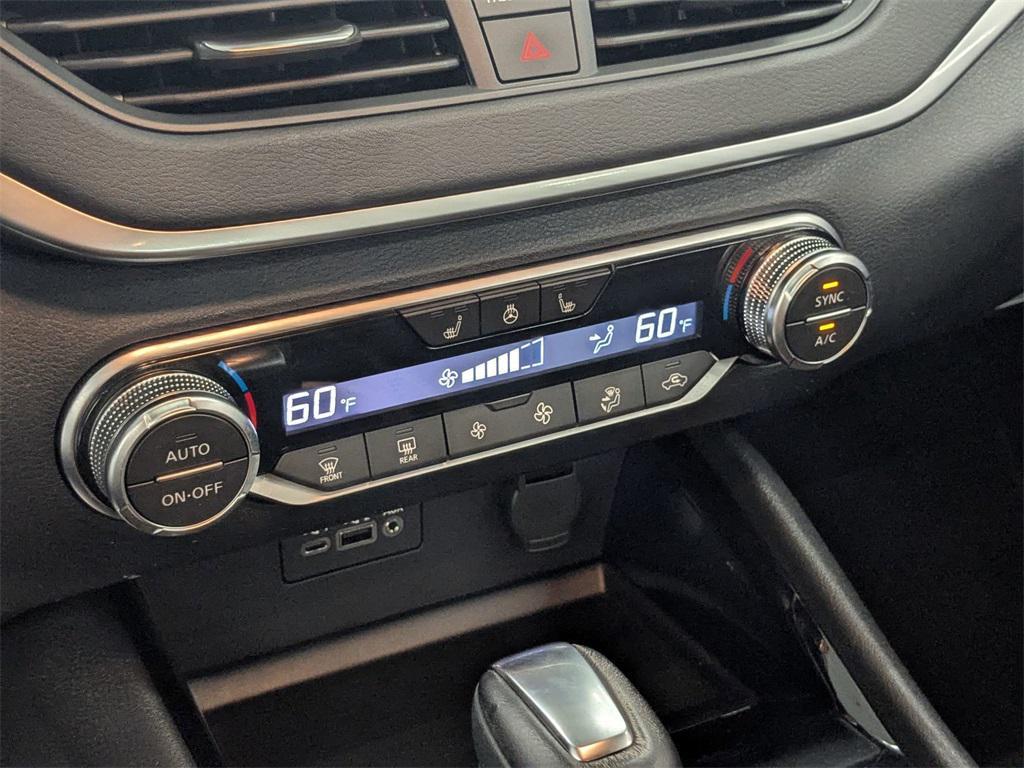 SYNC
A/C
60°F
60°F
AUTO
ON•OFF
FRONT
REAR